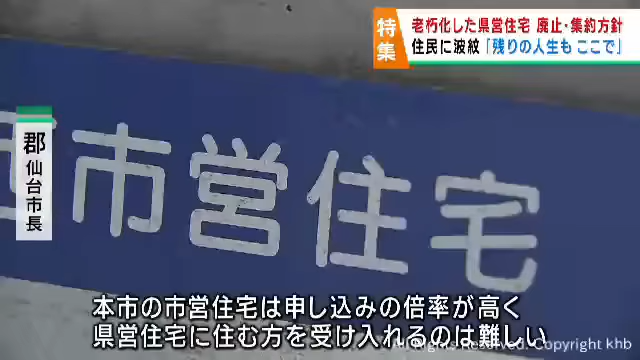 特集
老朽化した県営住宅 廃止・集約方針
住民に波紋「残りの人生も ここで」
郡 仙台市長
市営住宅
本市の市営住宅は申し込みの倍率が高く
県営住宅に住む方を受け入れるのは難しい
All Rights Reserved. Copyright khb